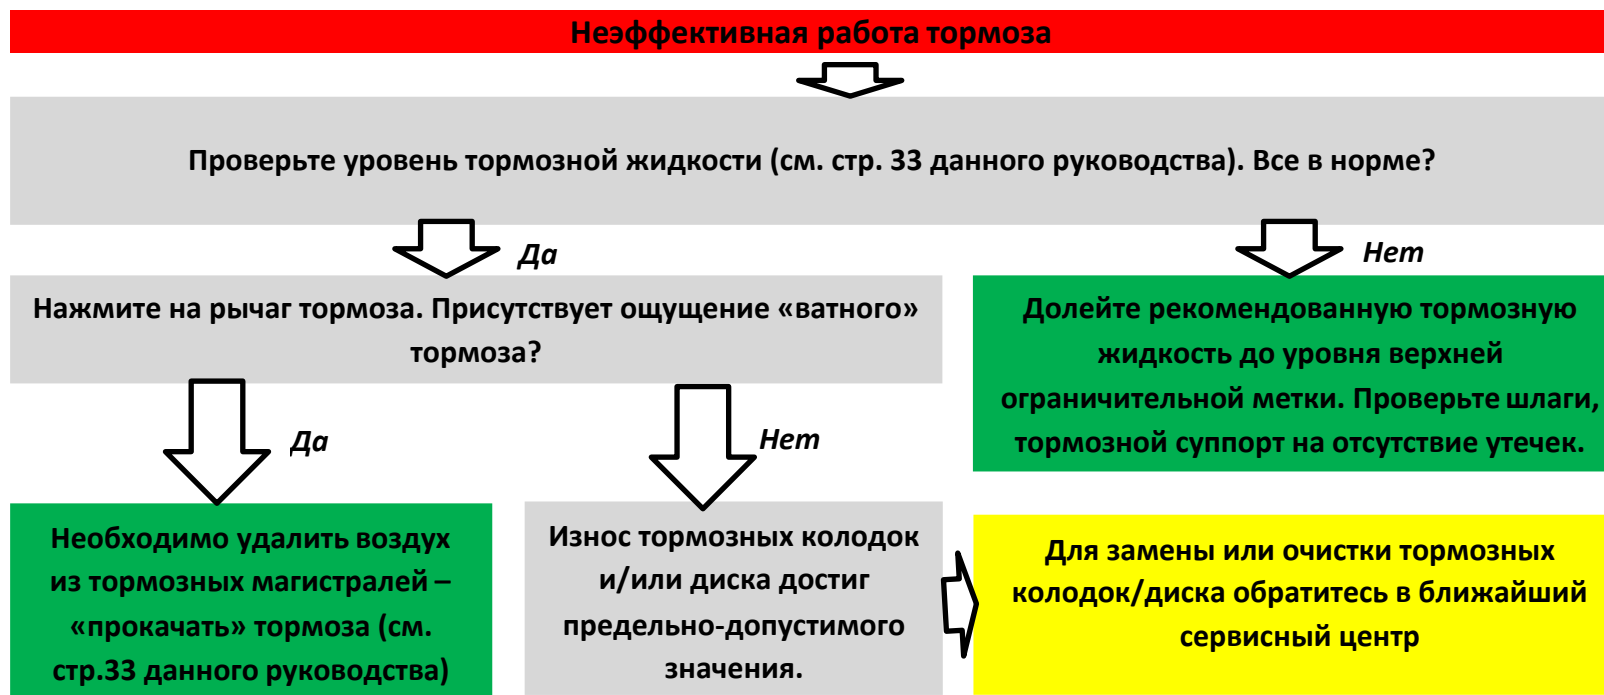 Неэффективная работа тормоза
Проверьте уровень тормозной жидкости (см. стр. 33 данного руководства). Все в норме?
Да
Нет
Нажмите на рычаг тормоза. Присутствует ощущение «ватного»
тормоза?
Долейте рекомендованную тормозную
жидкость до уровня верхней
ограничительной метки. Проверьте шлаги,
тормозной суппорт на отсутствие утечек.
Да
Нет
Необходимо удалить воздух
из тормозных магистралей –
«прокачать» тормоза (см.
стр.33 данного руководства)
Износ тормозных колодок
и/или диска достиг
предельно-допустимого
значения.
Для замены или очистки тормозных
колодок/диска обратитесь в ближайший
сервисный центр